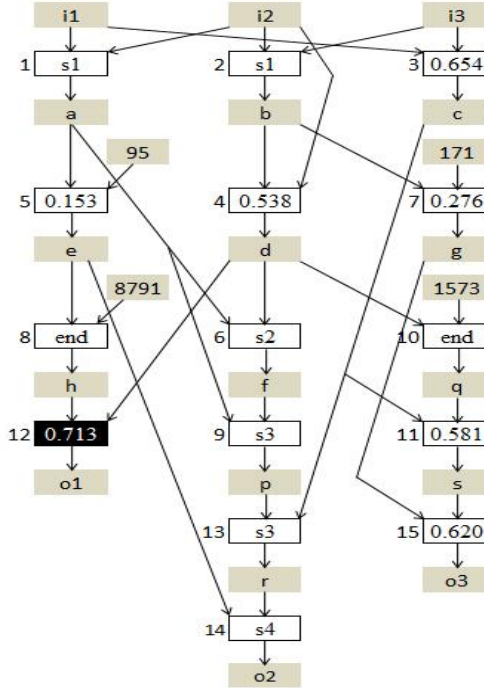 i1 i2 i3
1 s1 2 s1 3 0.654
a b c
95 171
5 0.153 4 0.538 7 0.276
e d g
8791 1573
8 end 6 s2 10 end
h f q
12 0.713 9 s3 11 0.581
o1 p s
13 s3 15 0.620
r o3
14 s4
o2